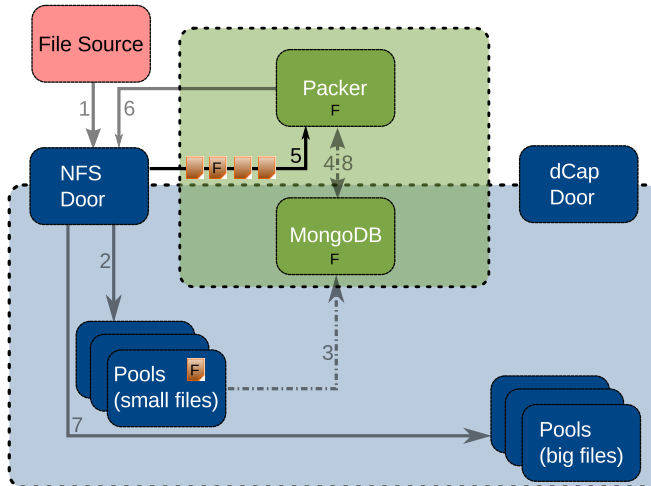 File Source
Packer
F
1
6
5
F
4
8
NFS
Door
dCap
Door
MongoDB
F
2
3
Pools
F
(small files)
7
Pools
(big files)